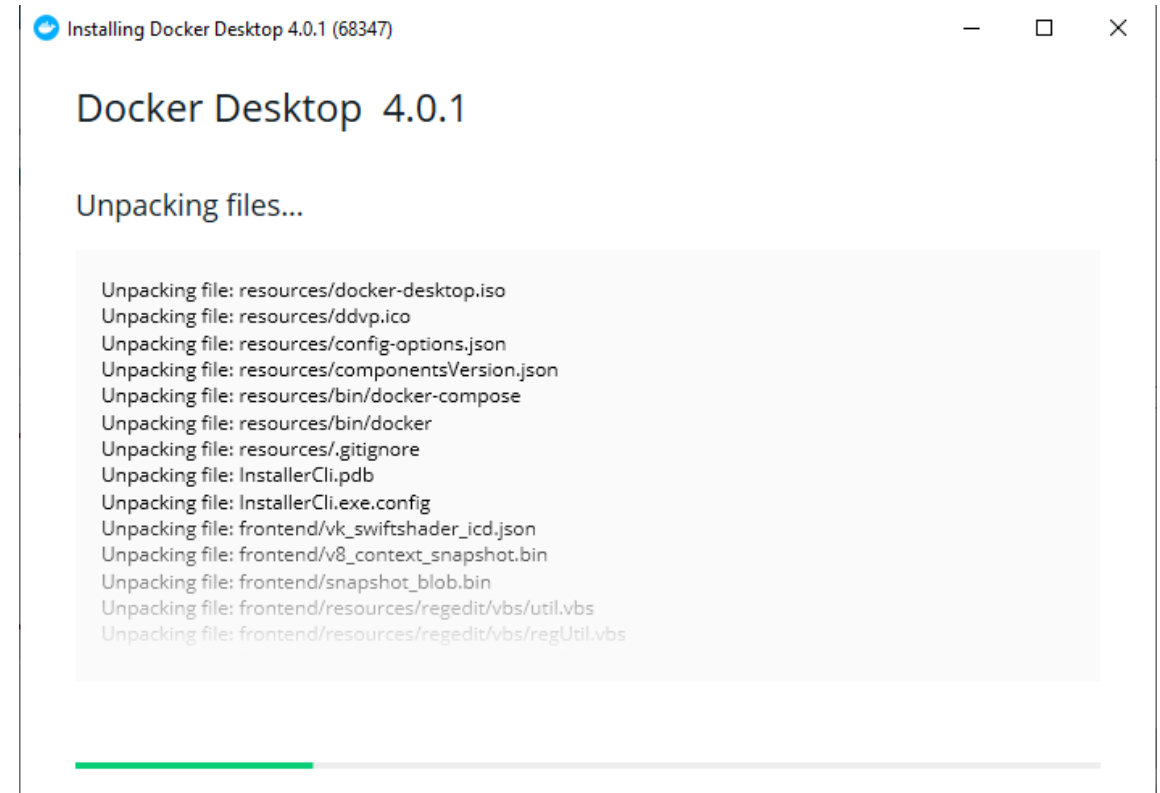 Installing Docker Desktop 4.0.1 (68347)
Docker Desktop 4.0.1
Unpacking files...
Unpacking file: resources/docker-desktop.iso
Unpacking file: resources/ddvp.ico
Unpacking file: resources/config-options.json
Unpacking file: resources/componentsVersion.json
Unpacking file: resources/bin/docker-compose
Unpacking file: resources/bin/docker
Unpacking file: resources/.gitignore
Unpacking file: InstallerCli.pdb
Unpacking file: InstallerCli.exe.config
Unpacking file: frontend/vk_swiftshader_icd.json
Unpacking file: frontend/v8_context_snapshot.bin
Unpacking file: frontend/snapshot_blob.bin
Unpacking file: frontend/resources/regedit/vbs/util.vbs
Unpacking file: frontend/resources/regedit/vbs/regUtil.vbs